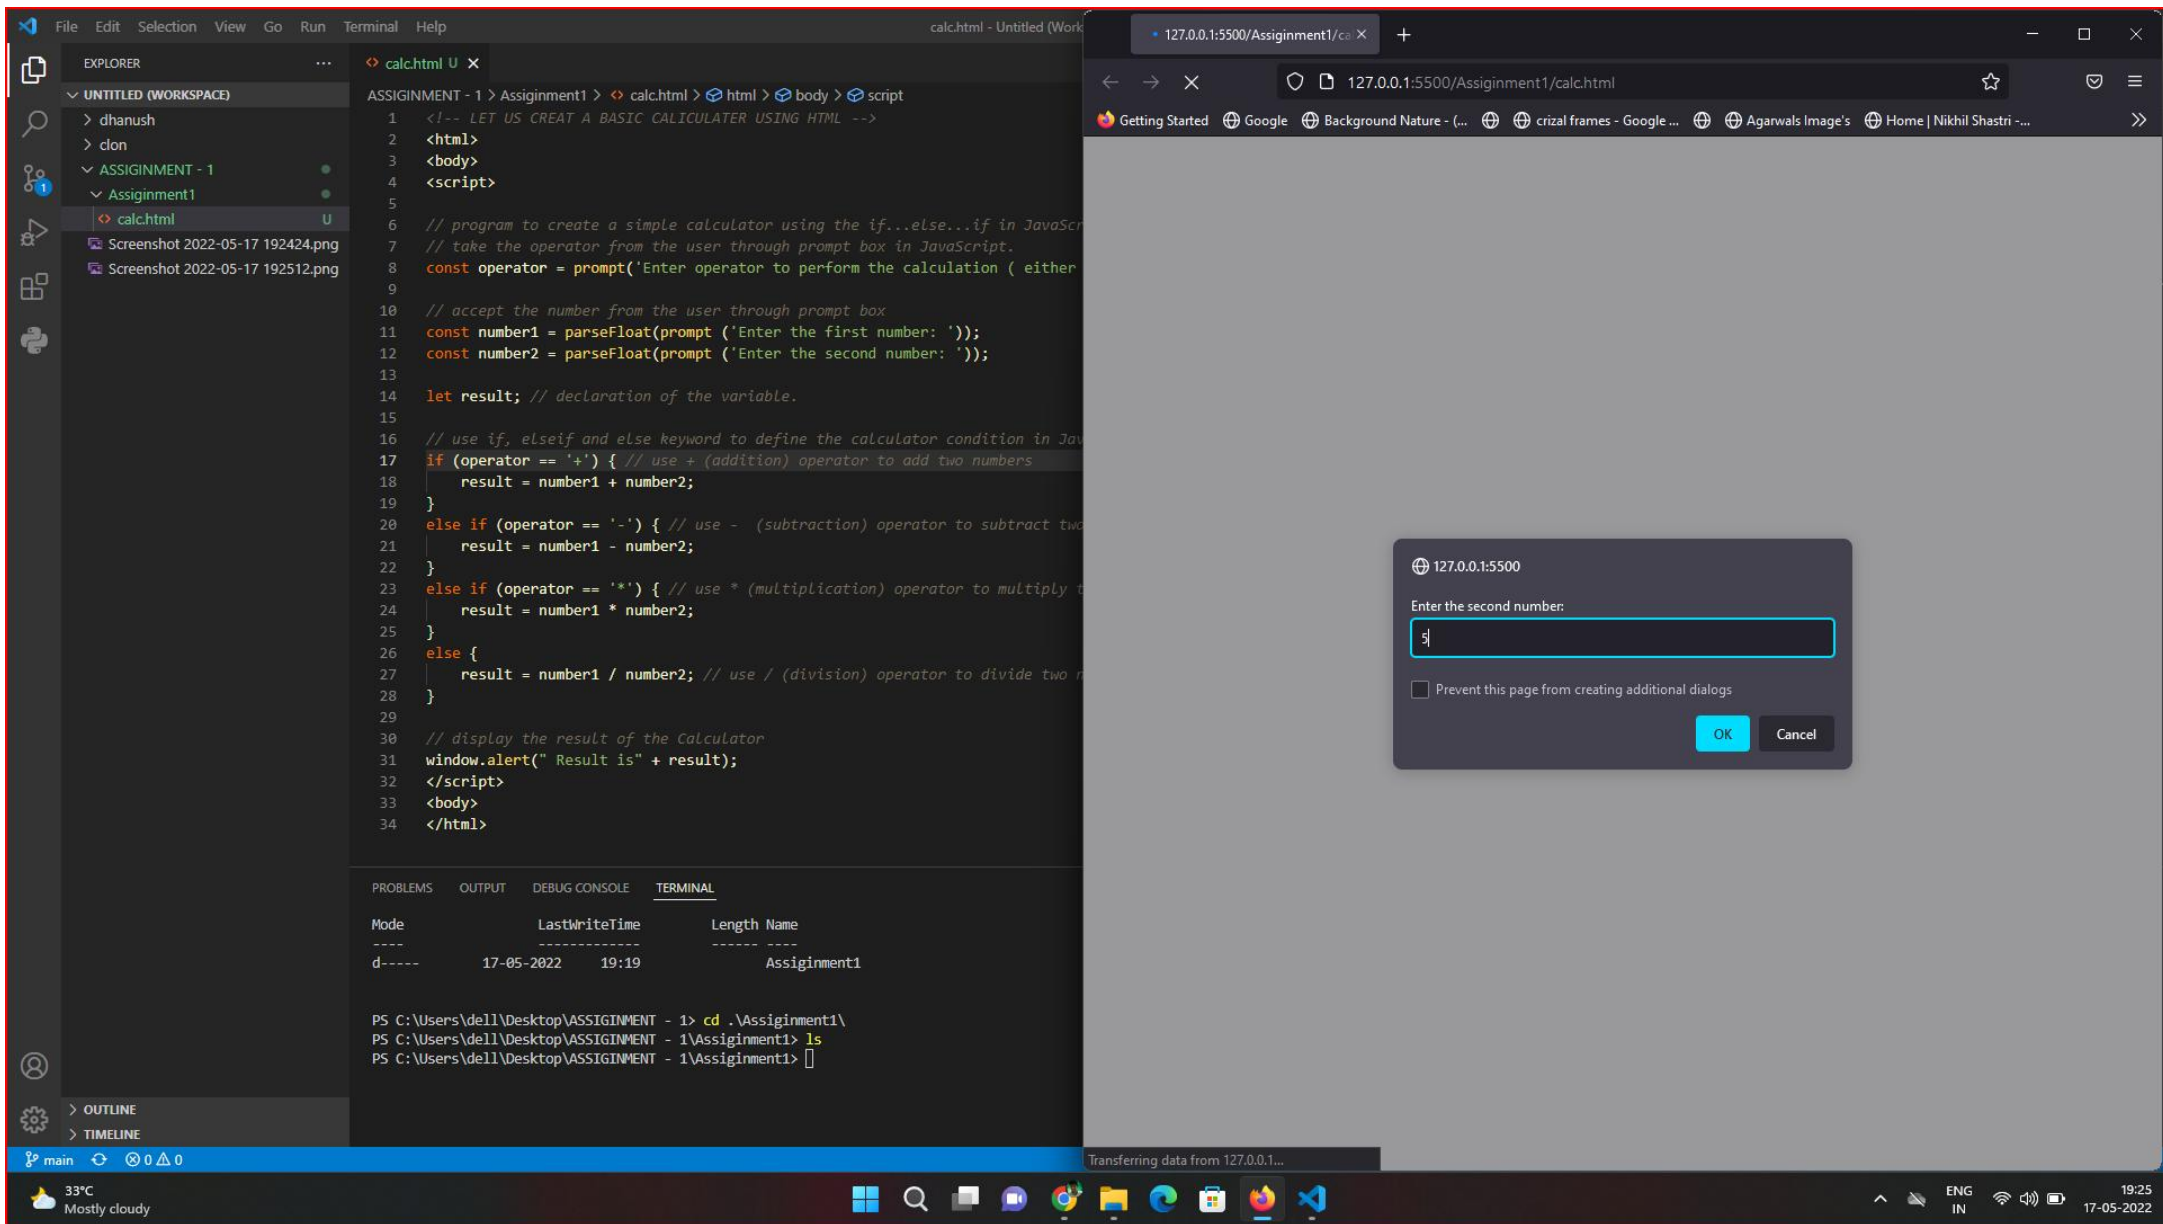 File Edit Selection View Go Run Terminal Help
calc.html - Untitled (Work
EXPLORER
UNTITLED (WORKSPACE)
dhanush
clon
ASSIGINMENT - 1
Assiginment1
calc.html U
Screenshot 2022-05-17 192424.png
Screenshot 2022-05-17 192512.png
OUTLINE
TIMELINE
calc.html U
ASSIGINMENT - 1 > Assiginment1 > calc.html > html > body > script
1 <!-- LET US CREAT A BASIC CALICULATER USING HTML -->
2 <html>
3 <body>
4 <script>
5
6 // program to create a simple calculator using the if...else...if in JavaScr
7 // take the operator from the user through prompt box in JavaScript.
8 const operator = prompt('Enter operator to perform the calculation ( either
9
10 // accept the number from the user through prompt box
11 const number1 = parseFloat(prompt ('Enter the first number: '));
12 const number2 = parseFloat(prompt ('Enter the second number: '));
13
14 let result; // declaration of the variable.
15
16 // use if, elseif and else keyword to define the calculator condition in Jav
17 if (operator == '+') { // use + (addition) operator to add two numbers
18 result = number1 + number2;
19 }
20 else if (operator == '-') { // use - (subtraction) operator to subtract two
21 result = number1 - number2;
22 }
23 else if (operator == '*') { // use * (multiplication) operator to multiply t
24 result = number1 * number2;
25 }
26 else {
27 result = number1 / number2; // use / (division) operator to divide two n
28 }
29
30 // display the result of the Calculator
31 window.alert(" Result is" + result);
32 </script>
33 <body>
34 </html>
PROBLEMS OUTPUT DEBUG CONSOLE TERMINAL
Mode LastWriteTime Length Name
---- ------------- ------ ----
d----- 17-05-2022 19:19 Assiginment1
PS C:\Users\dell\Desktop\ASSIGINMENT - 1> cd .\Assiginment1\
PS C:\Users\dell\Desktop\ASSIGINMENT - 1\Assiginment1> ls
PS C:\Users\dell\Desktop\ASSIGINMENT - 1\Assiginment1>
1
main 0 0
127.0.0.1:5500/Assiginment1/ca
127.0.0.1:5500/Assiginment1/calc.html
Getting Started Google Background Nature - (... crizal frames - Google ... Agarwals Image's Home | Nikhil Shastri -...
127.0.0.1:5500
Enter the second number:
5
Prevent this page from creating additional dialogs
OK Cancel
Transferring data from 127.0.0.1...
33°C
Mostly cloudy
ENG
IN
19:25
17-05-2022